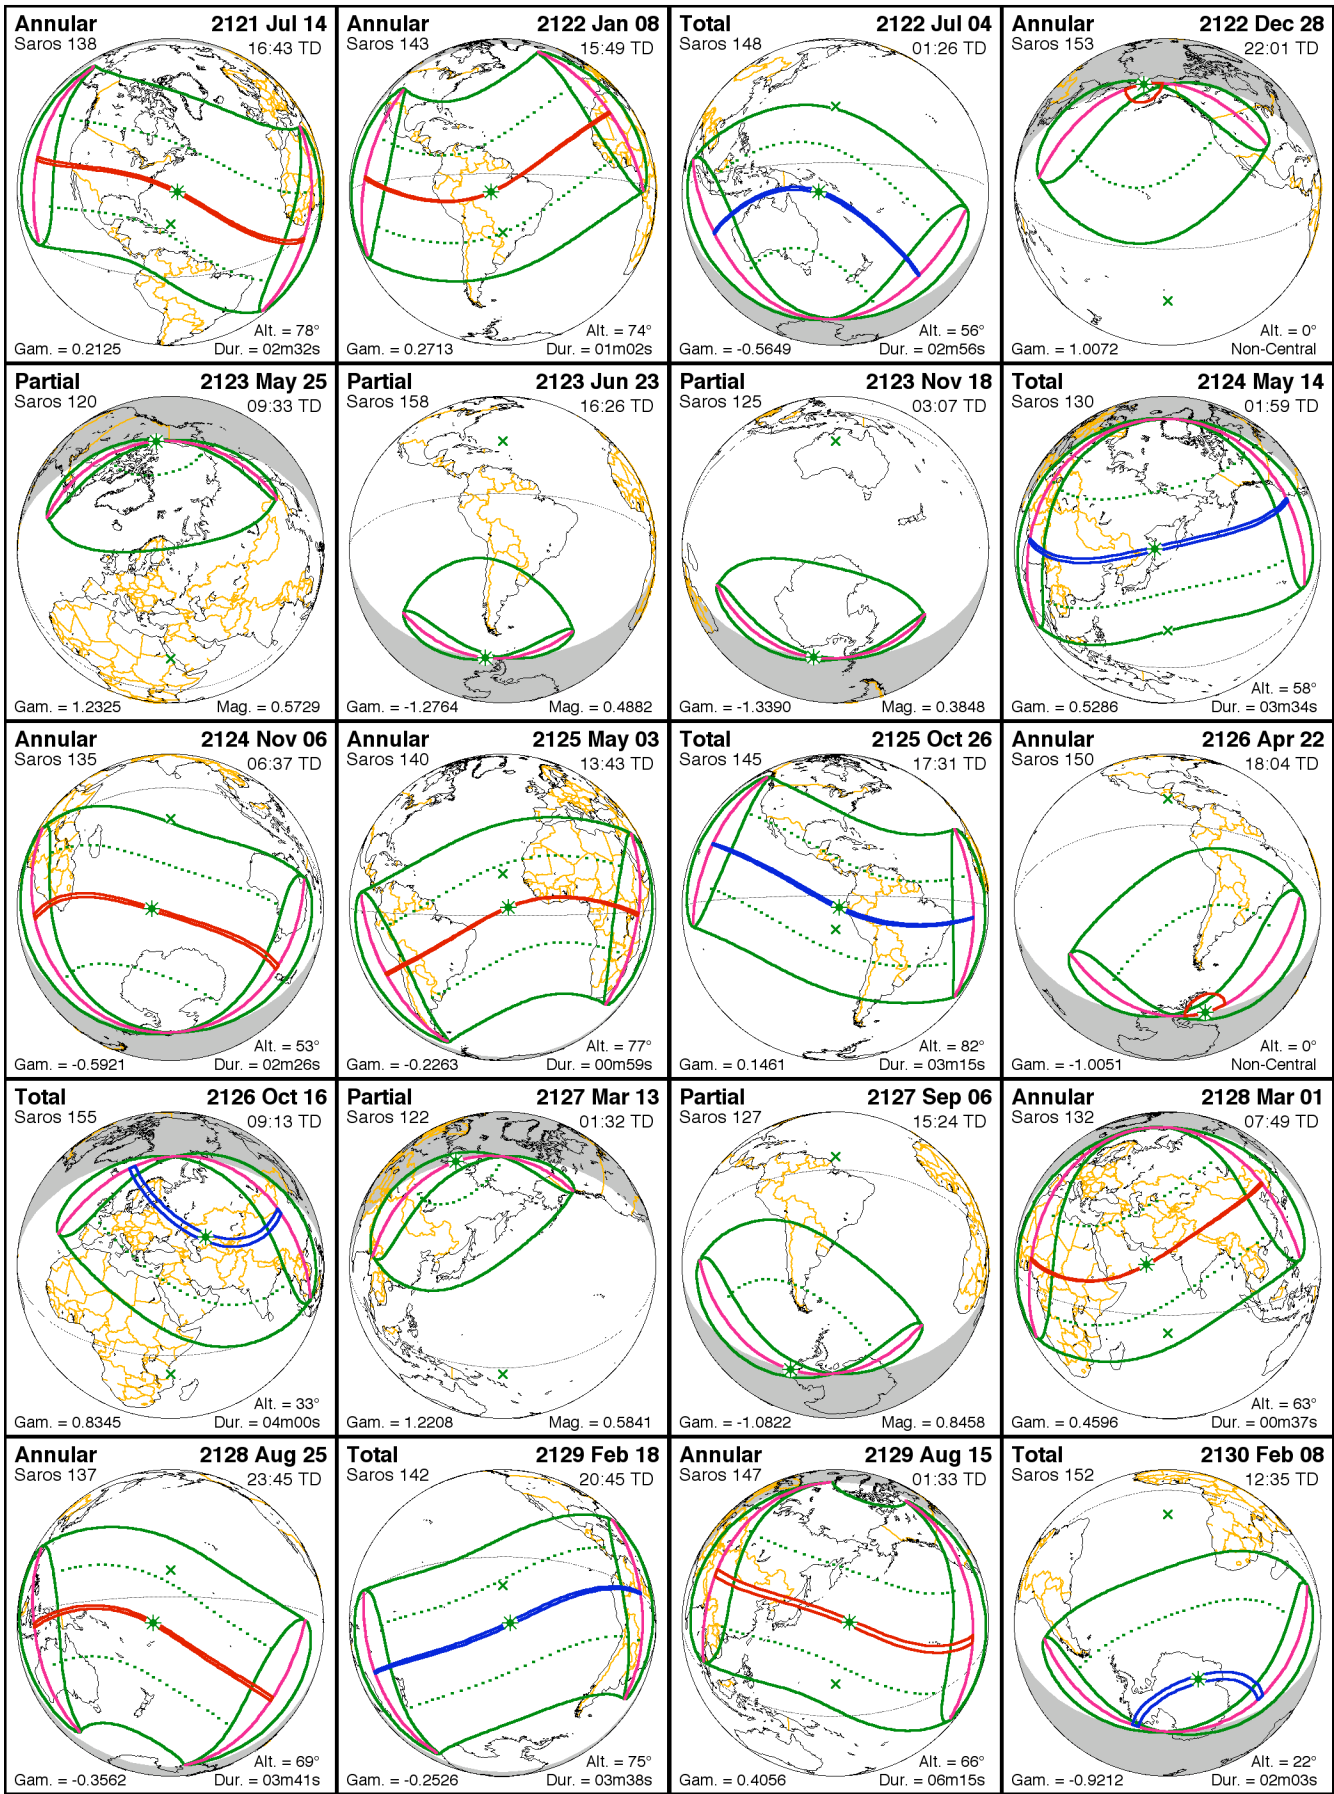 Annular 2121 Jul 14
Saros 138 16:43 TD
Alt. = 78°
Gam. = 0.2125 Dur. = 02m32s
Annular 2122 Jan 08
Saros 143 15:49 TD
Alt. = 74°
Gam. = 0.2713 Dur. = 01m02s
Total 2122 Jul 04
Saros 148 01:26 TD
Alt. = 56°
Gam. = -0.5649 Dur. = 02m56s
Annular 2122 Dec 28
Saros 153 22:01 TD
Alt. = 0°
Gam. = 1.0072 Non-Central
Partial 2123 May 25
Saros 120 09:33 TD
Gam. = 1.2325 Mag. = 0.5729
Partial 2123 Jun 23
Saros 158 16:26 TD
Gam. = -1.2764 Mag. = 0.4882
Partial 2123 Nov 18
Saros 125 03:07 TD
Gam. = -1.3390 Mag. = 0.3848
Total 2124 May 14
Saros 130 01:59 TD
Alt. = 58°
Gam. = 0.5286 Dur. = 03m34s
Annular 2124 Nov 06
Saros 135 06:37 TD
Alt. = 53°
Gam. = -0.5921 Dur. = 02m26s
Annular 2125 May 03
Saros 140 13:43 TD
Alt. = 77°
Gam. = -0.2263 Dur. = 00m59s
Total 2125 Oct 26
Saros 145 17:31 TD
Alt. = 82°
Gam. = 0.1461 Dur. = 03m15s
Annular 2126 Apr 22
Saros 150 18:04 TD
Alt. = 0°
Gam. = -1.0051 Non-Central
Total 2126 Oct 16
Saros 155 09:13 TD
Alt. = 33°
Gam. = 0.8345 Dur. = 04m00s
Partial 2127 Mar 13
Saros 122 01:32 TD
Gam. = 1.2208 Mag. = 0.5841
Partial 2127 Sep 06
Saros 127 15:24 TD
Gam. = -1.0822 Mag. = 0.8458
Annular 2128 Mar 01
Saros 132 07:49 TD
Alt. = 63°
Gam. = 0.4596 Dur. = 00m37s
Annular 2128 Aug 25
Saros 137 23:45 TD
Alt. = 69°
Gam. = -0.3562 Dur. = 03m41s
Total 2129 Feb 18
Saros 142 20:45 TD
Alt. = 75°
Gam. = -0.2526 Dur. = 03m38s
Annular 2129 Aug 15
Saros 147 01:33 TD
Alt. = 66°
Gam. = 0.4056 Dur. = 06m15s
Total 2130 Feb 08
Saros 152 12:35 TD
Alt. = 22°
Gam. = -0.9212 Dur. = 02m03s